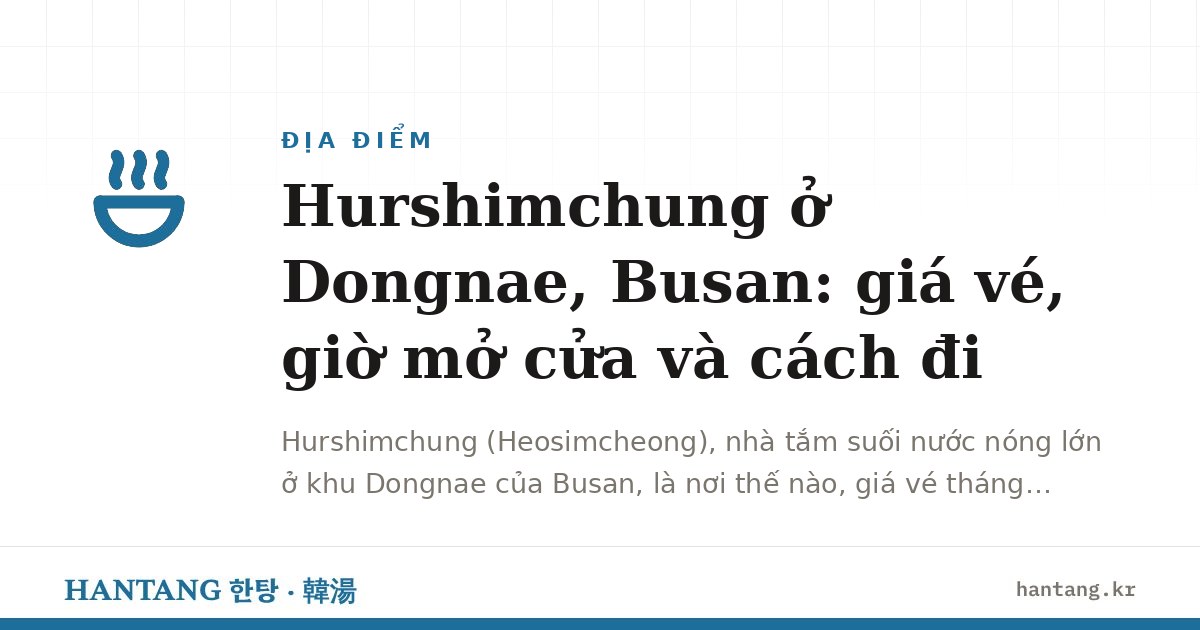 ĐỊA ĐIỂM
Hurshimchung ở
Dongnae, Busan: giá vé,
giờ mở cửa và cách đi
Hurshimchung (Heosimcheong), nhà tắm suối nước nóng lớn
ở khu Dongnae của Busan, là nơi thế nào, giá vé tháng…
HANTANG 한탕 · 韓湯
hantang.kr